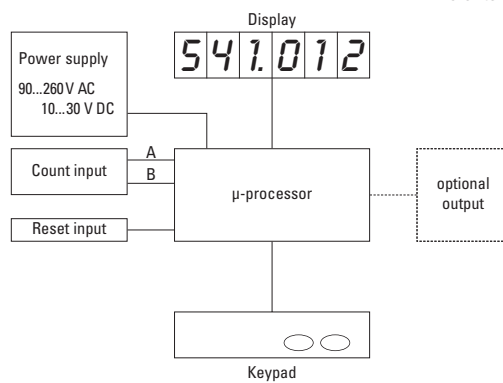 Display
541.012
Power supply
90...260 V AC
10...30 V DC
Count input
A
B
µ-processor
optional
output
Reset input
Keypad